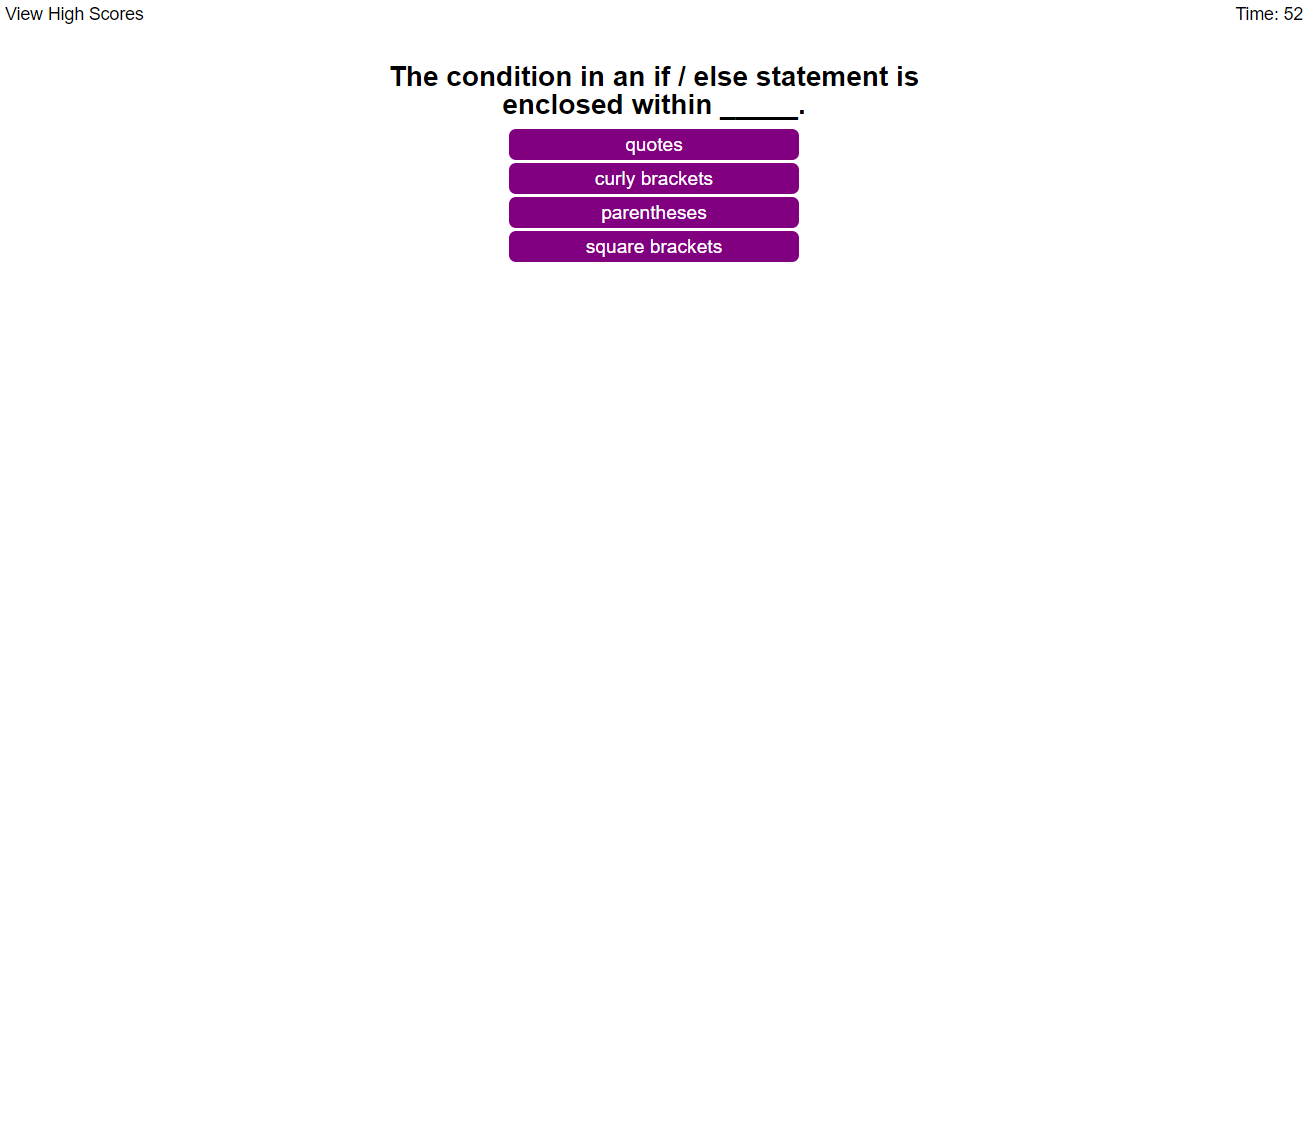 View High Scores
Time: 52
The condition in an if / else statement is
enclosed within _____.
quotes
curly brackets
parentheses
square brackets